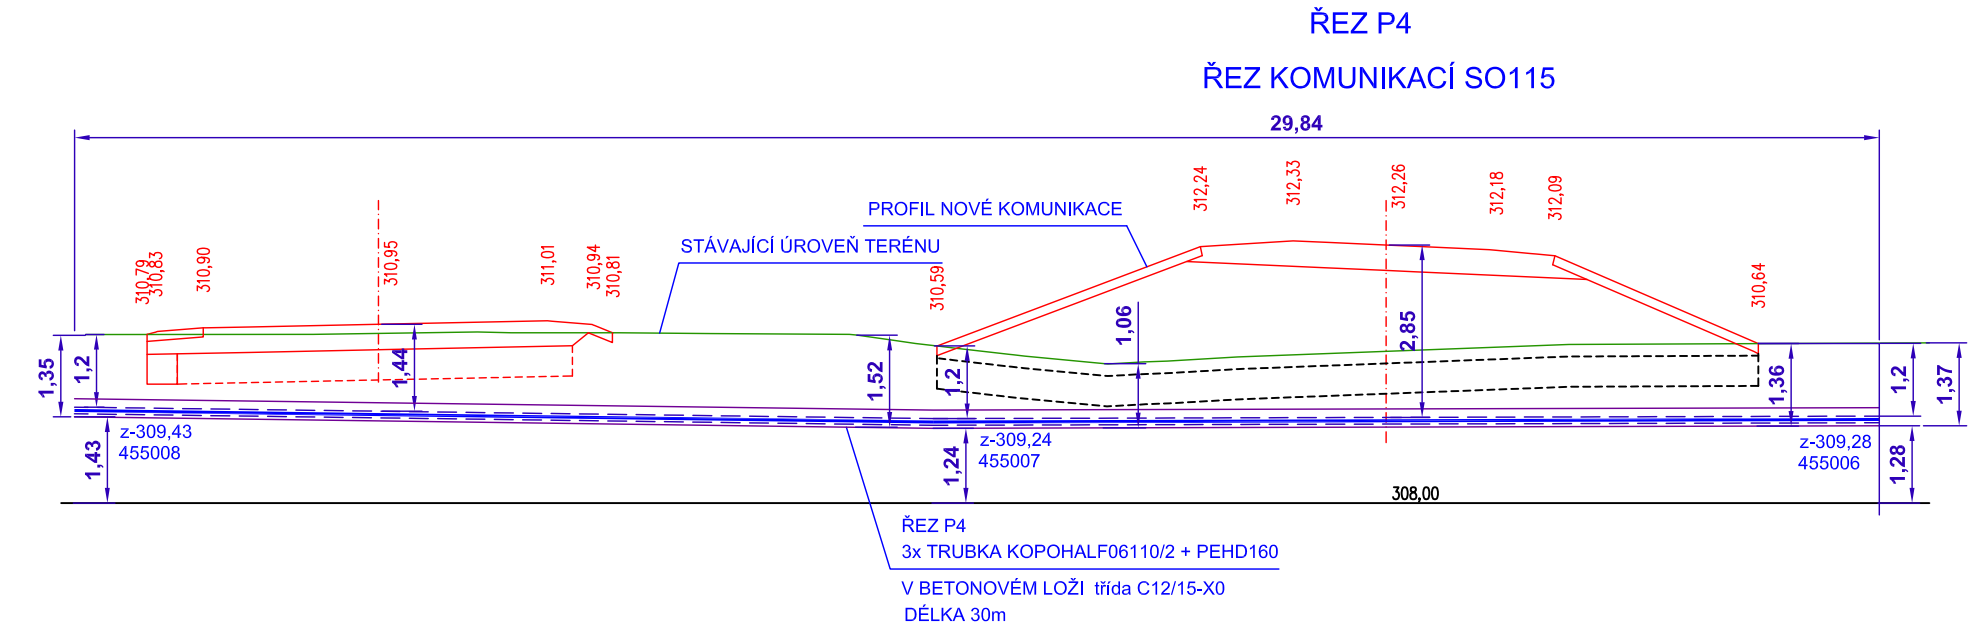 ŘEZ P4
ŘEZ KOMUNIKACÍ SO115
29,84
312,24
312,33
312,26
312,18
312,09
PROFIL NOVÉ KOMUNIKACE
STÁVAJÍCÍ ÚROVEŇ TERÉNU
310,79
310,83
310,90
310,95
311,01
310,94
310,81
310,59
310,64
1,35
1,2
1,44
1,52
1,2
1,06
2,85
1,36
1,2
1,37
z-309,43
455008
z-309,24
455007
z-309,28
455006
1,43
1,24
1,28
308,00
ŘEZ P4
3x TRUBKA KOPOHALF06110/2 + PEHD160
V BETONOVÉM LOŽI třída C12/15-X0
DÉLKA 30m